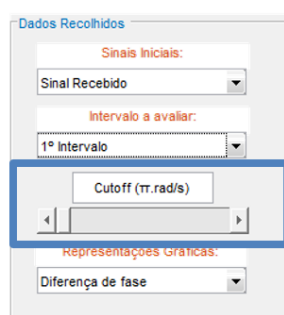 Dados Recolhidos
Sinais Iniciais:
Sinal Recebido
Intervalo a avaliar:
1º Intervalo
Cutoff (π.rad/s)
Representações Gráficas:
Diferença de fase